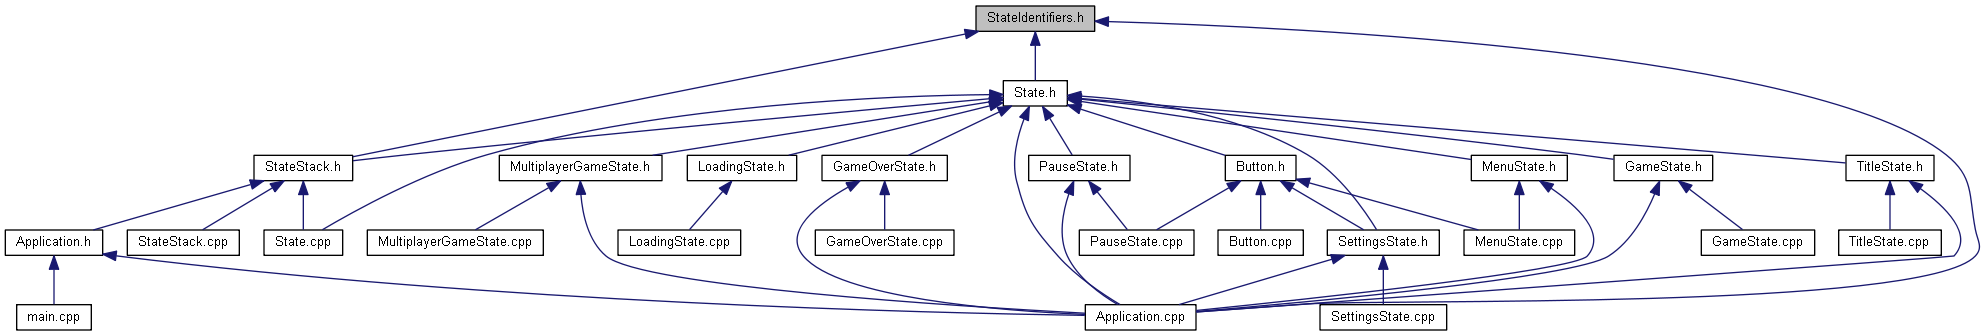 StateIdentifiers.h
State.h
StateStack.h
MultiplayerGameState.h
LoadingState.h
GameOverState.h
PauseState.h
Button.h
MenuState.h
GameState.h
TitleState.h
Application.h
StateStack.cpp
State.cpp
MultiplayerGameState.cpp
LoadingState.cpp
GameOverState.cpp
PauseState.cpp
Button.cpp
SettingsState.h
MenuState.cpp
GameState.cpp
TitleState.cpp
main.cpp
Application.cpp
SettingsState.cpp